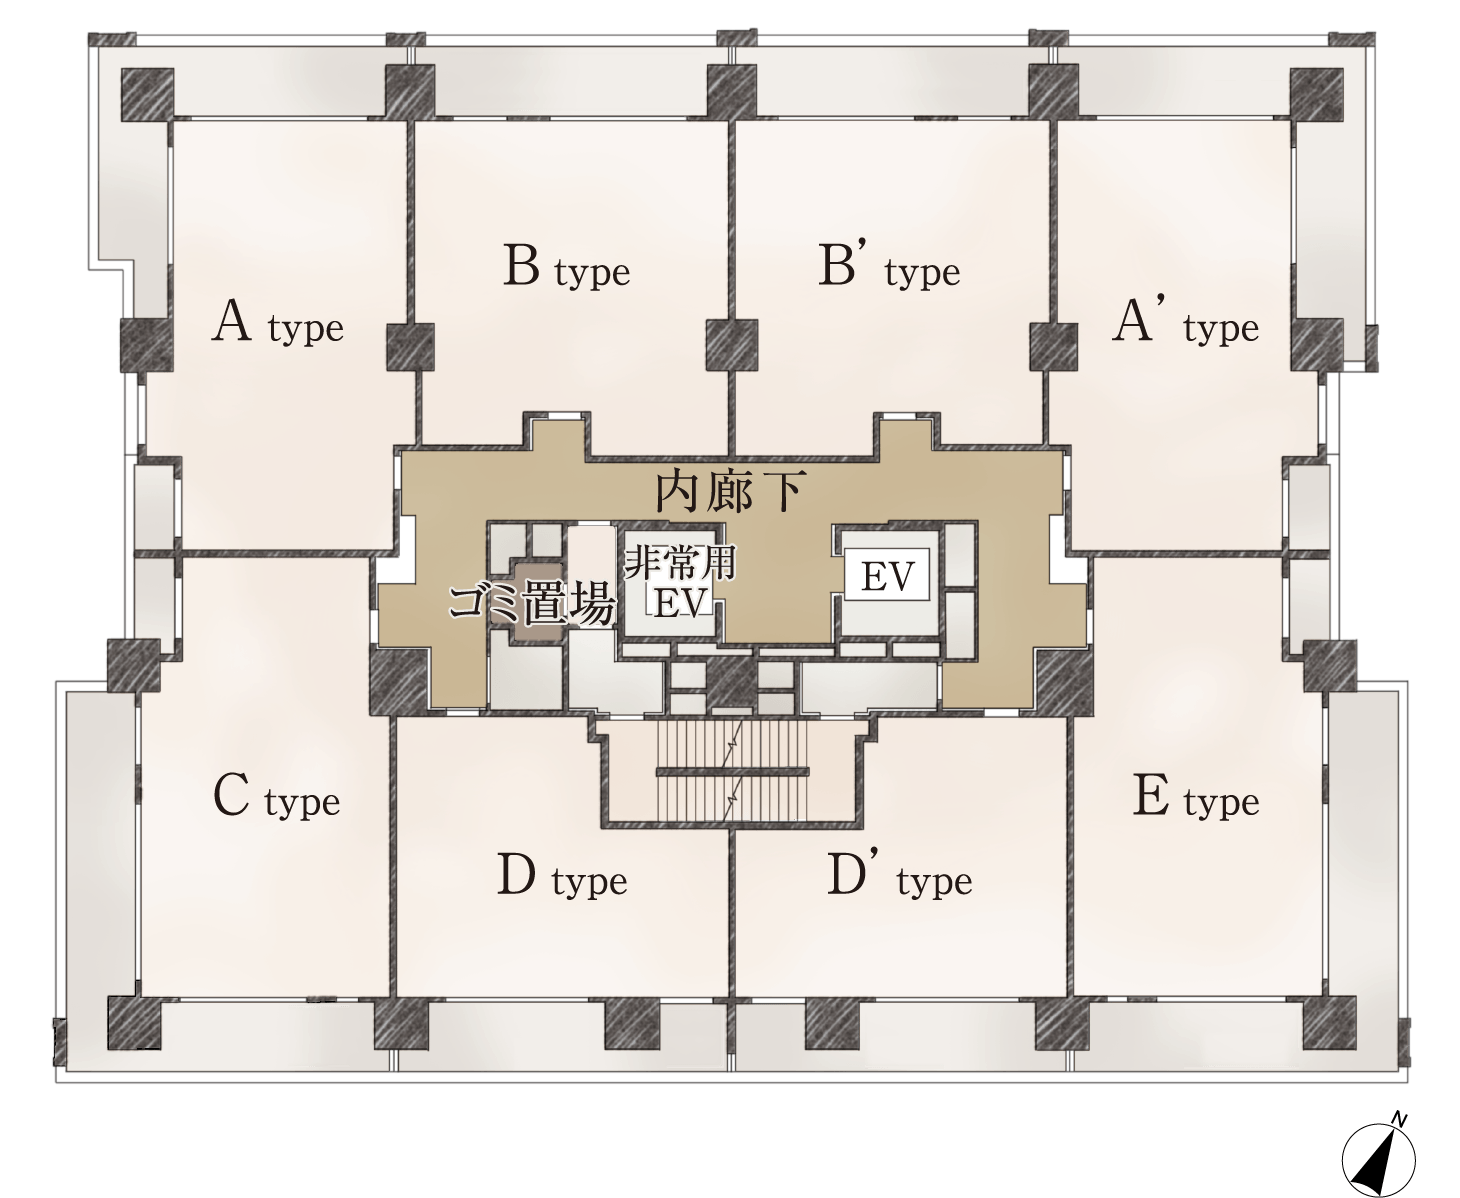 B type
B’ type
A type
A’ type
内廊下
非常用
EV
EV
ゴミ置場
C type
E type
D type
D’ type
N